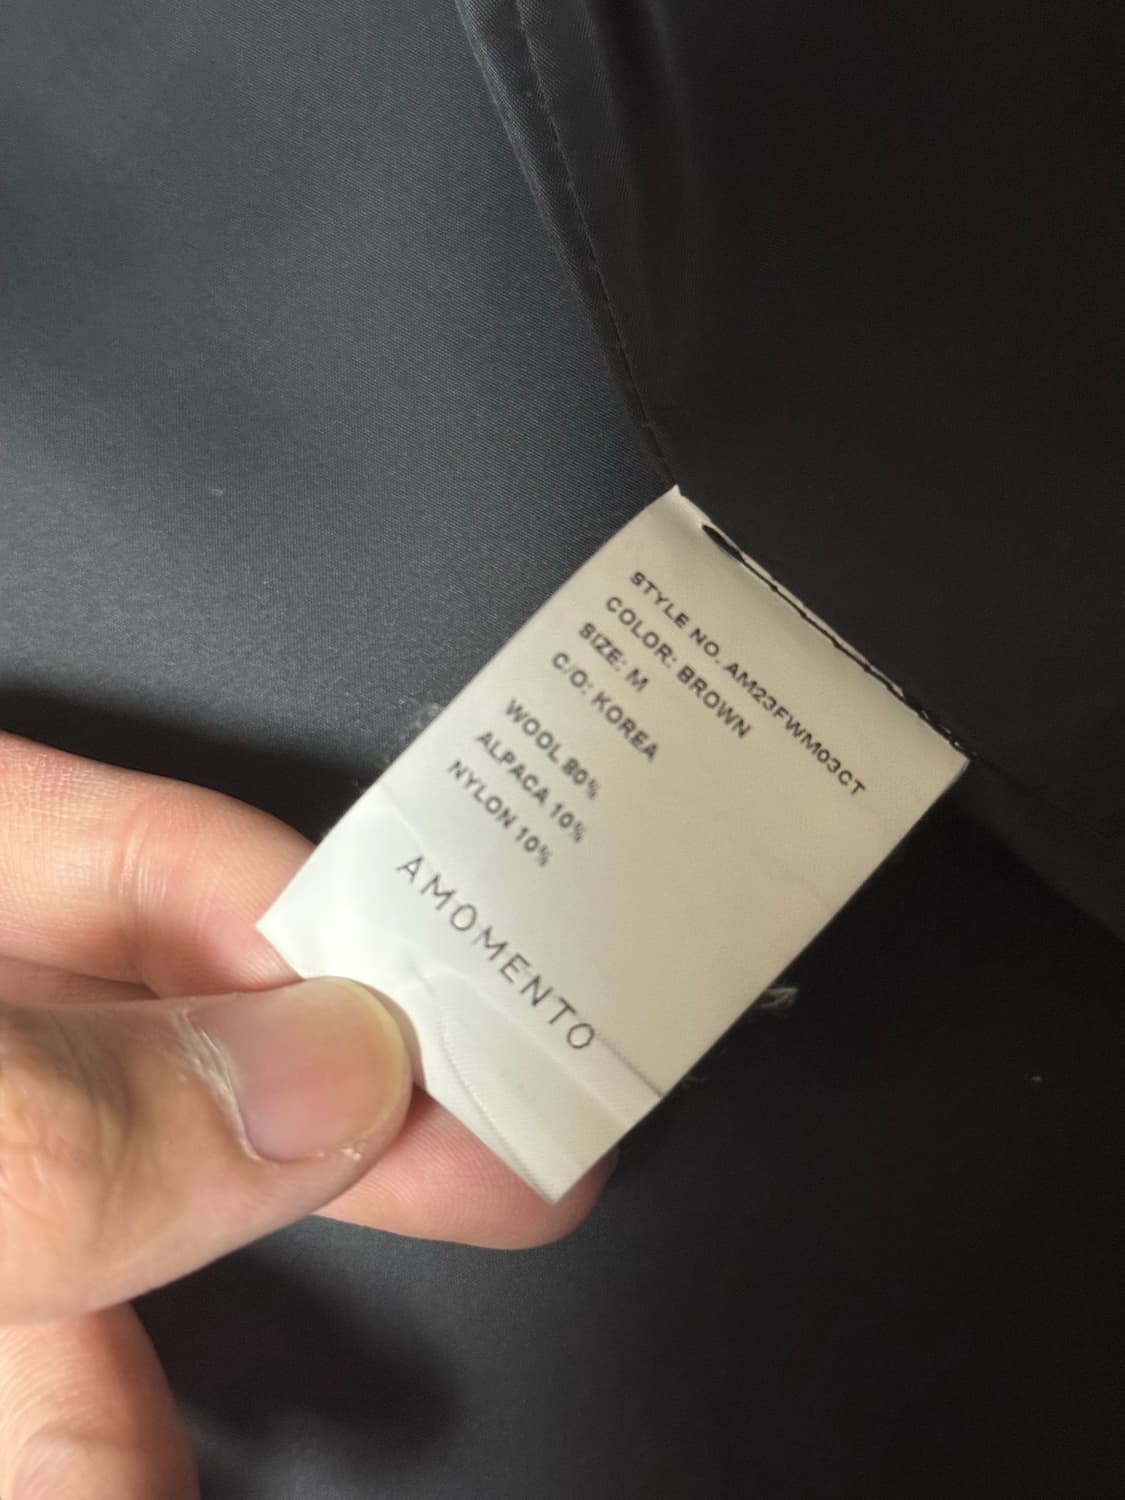 STYLE NO. AM23FWM03CT
COLOR: BROWN
SIZE: M
C/O: KOREA
WOOL 80%
ALPACA 10%
NYLON 10%
AMOMENTO